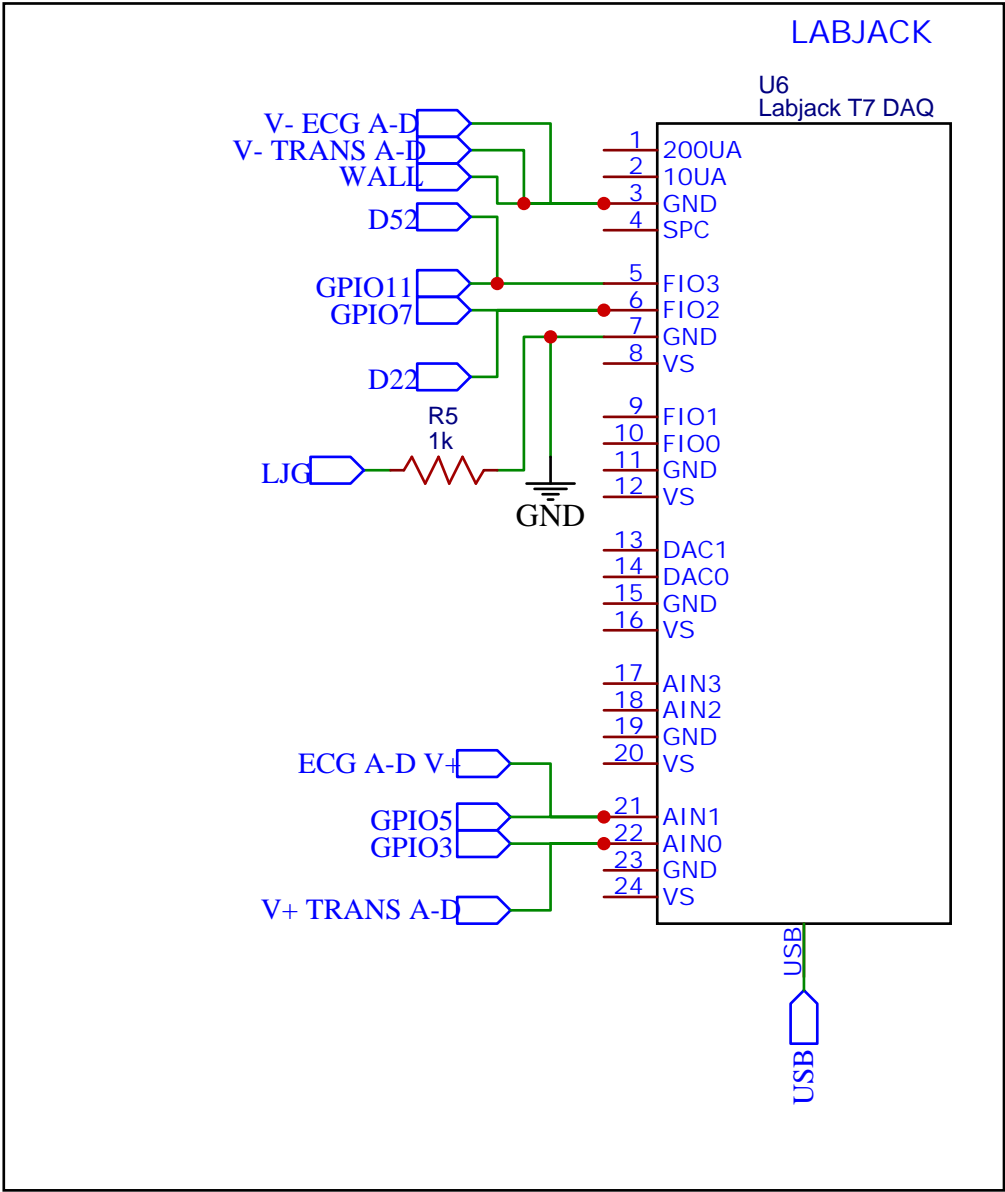 LABJACK
U6
Labjack T7 DAQ
V- ECG A-D
V- TRANS A-D
WALL
D52
GPIO11
GPIO7
D22
R5
1k
LJG
GND
1 200UA
2 10UA
3 GND
4 SPC
5 FIO3
6 FIO2
7 GND
8 VS
9 FIO1
10 FIO0
11 GND
12 VS
13 DAC1
14 DAC0
15 GND
16 VS
17 AIN3
18 AIN2
19 GND
20 VS
21 AIN1
22 AIN0
23 GND
24 VS
ECG A-D V+
GPIO5
GPIO3
V+ TRANS A-D
USB
USB